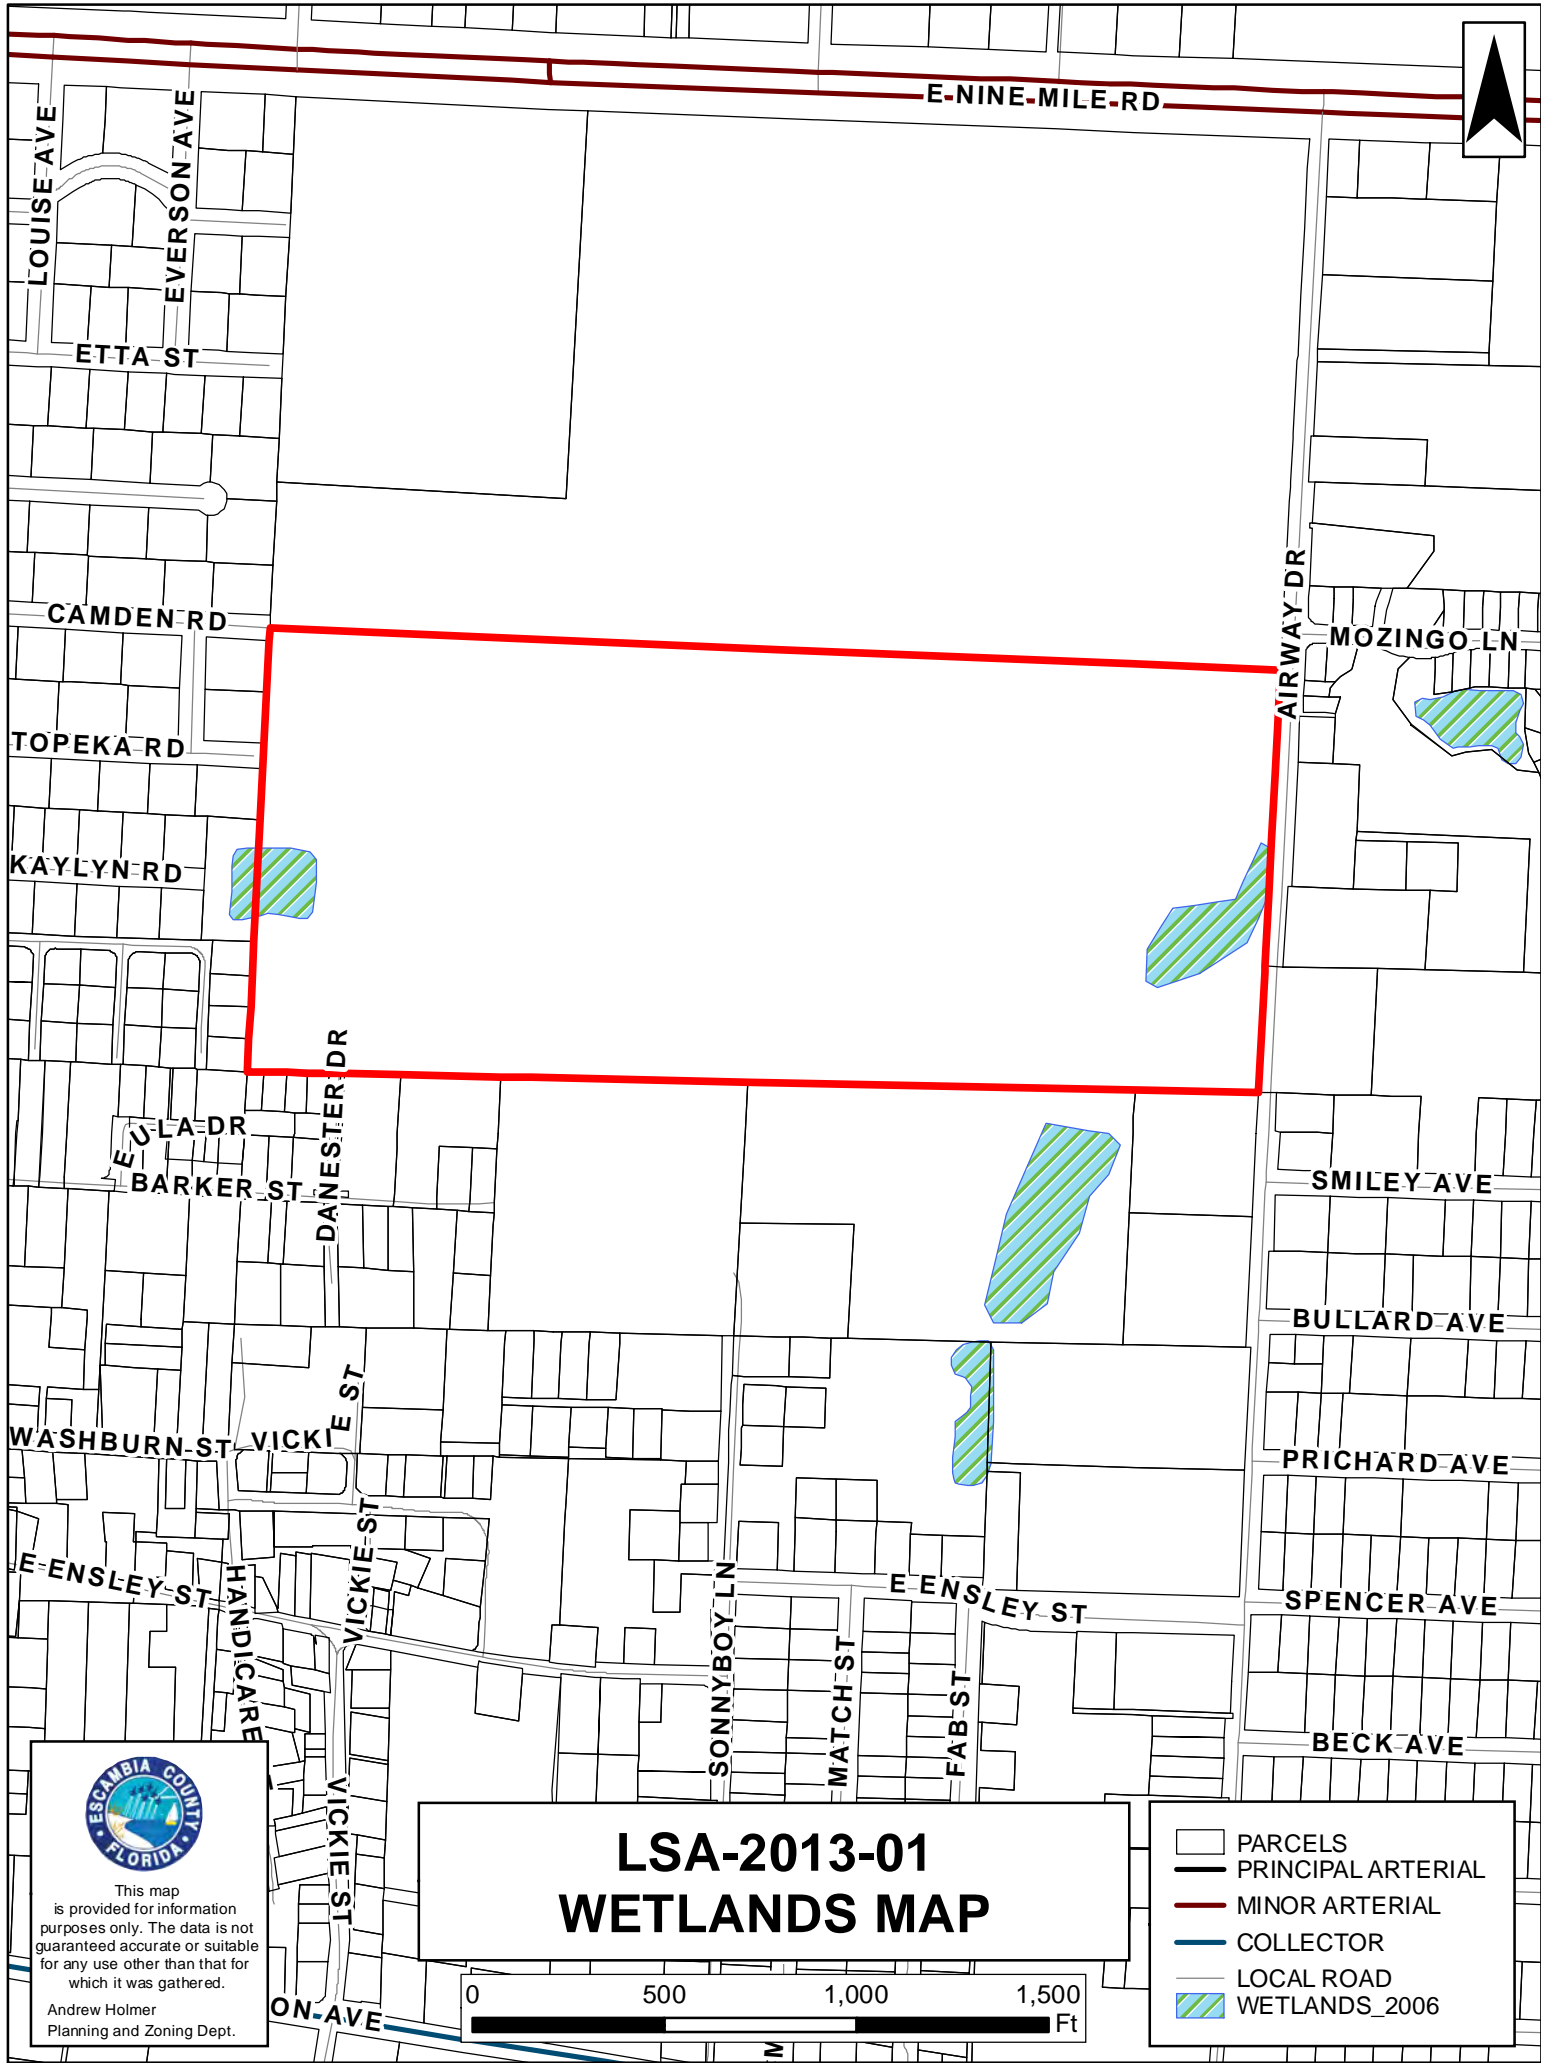 E NINE MILE RD
LOUISE AVE
EVERSON AVE
ETTA ST
CAMDEN RD
AIRWAY DR
MOZINGO LN
TOPEKA RD
KAYLYN RD
DANESTER DR
EULA DR
BARKER ST
SMILEY AVE
BULLARD AVE
WASHBURN ST
VICKIE ST
PRICHARD AVE
E ENSLEY ST
HANDICARE
VICKIE ST
SONNYBOY LN
E ENSLEY ST
SPENCER AVE
MATCH ST
FAB ST
BECK AVE
VICKIE ST
ON AVE
M
ESCAMBIA COUNTY
FLORIDA
This map
is provided for information
purposes only. The data is not
guaranteed accurate or suitable
for any use other than that for
which it was gathered.
Andrew Holmer
Planning and Zoning Dept.
LSA-2013-01
WETLANDS MAP
0 500 1,000 1,500
Ft
PARCELS
PRINCIPAL ARTERIAL
MINOR ARTERIAL
COLLECTOR
LOCAL ROAD
WETLANDS_2006